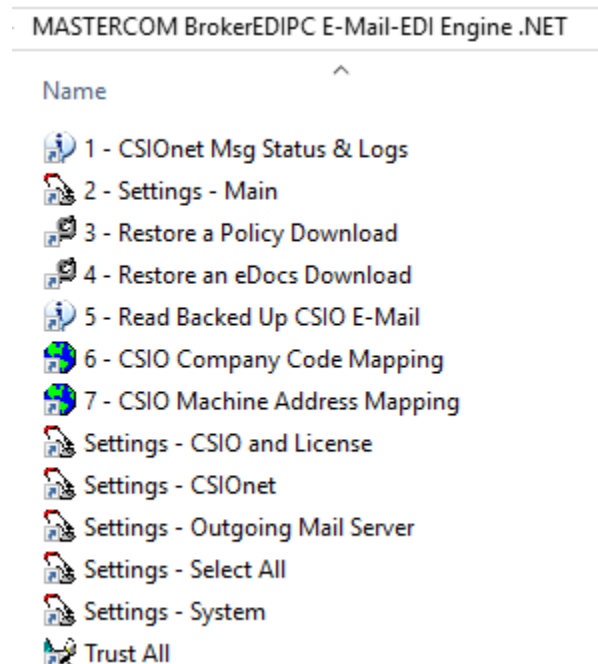 MASTERCOM BrokerEDIPC E-Mail-EDI Engine .NET
Name
1 - CSIOnet Msg Status & Logs
2 - Settings - Main
3 - Restore a Policy Download
4 - Restore an eDocs Download
5 - Read Backed Up CSIO E-Mail
6 - CSIO Company Code Mapping
7 - CSIO Machine Address Mapping
Settings - CSIO and License
Settings - CSIOnet
Settings - Outgoing Mail Server
Settings - Select All
Settings - System
Trust All